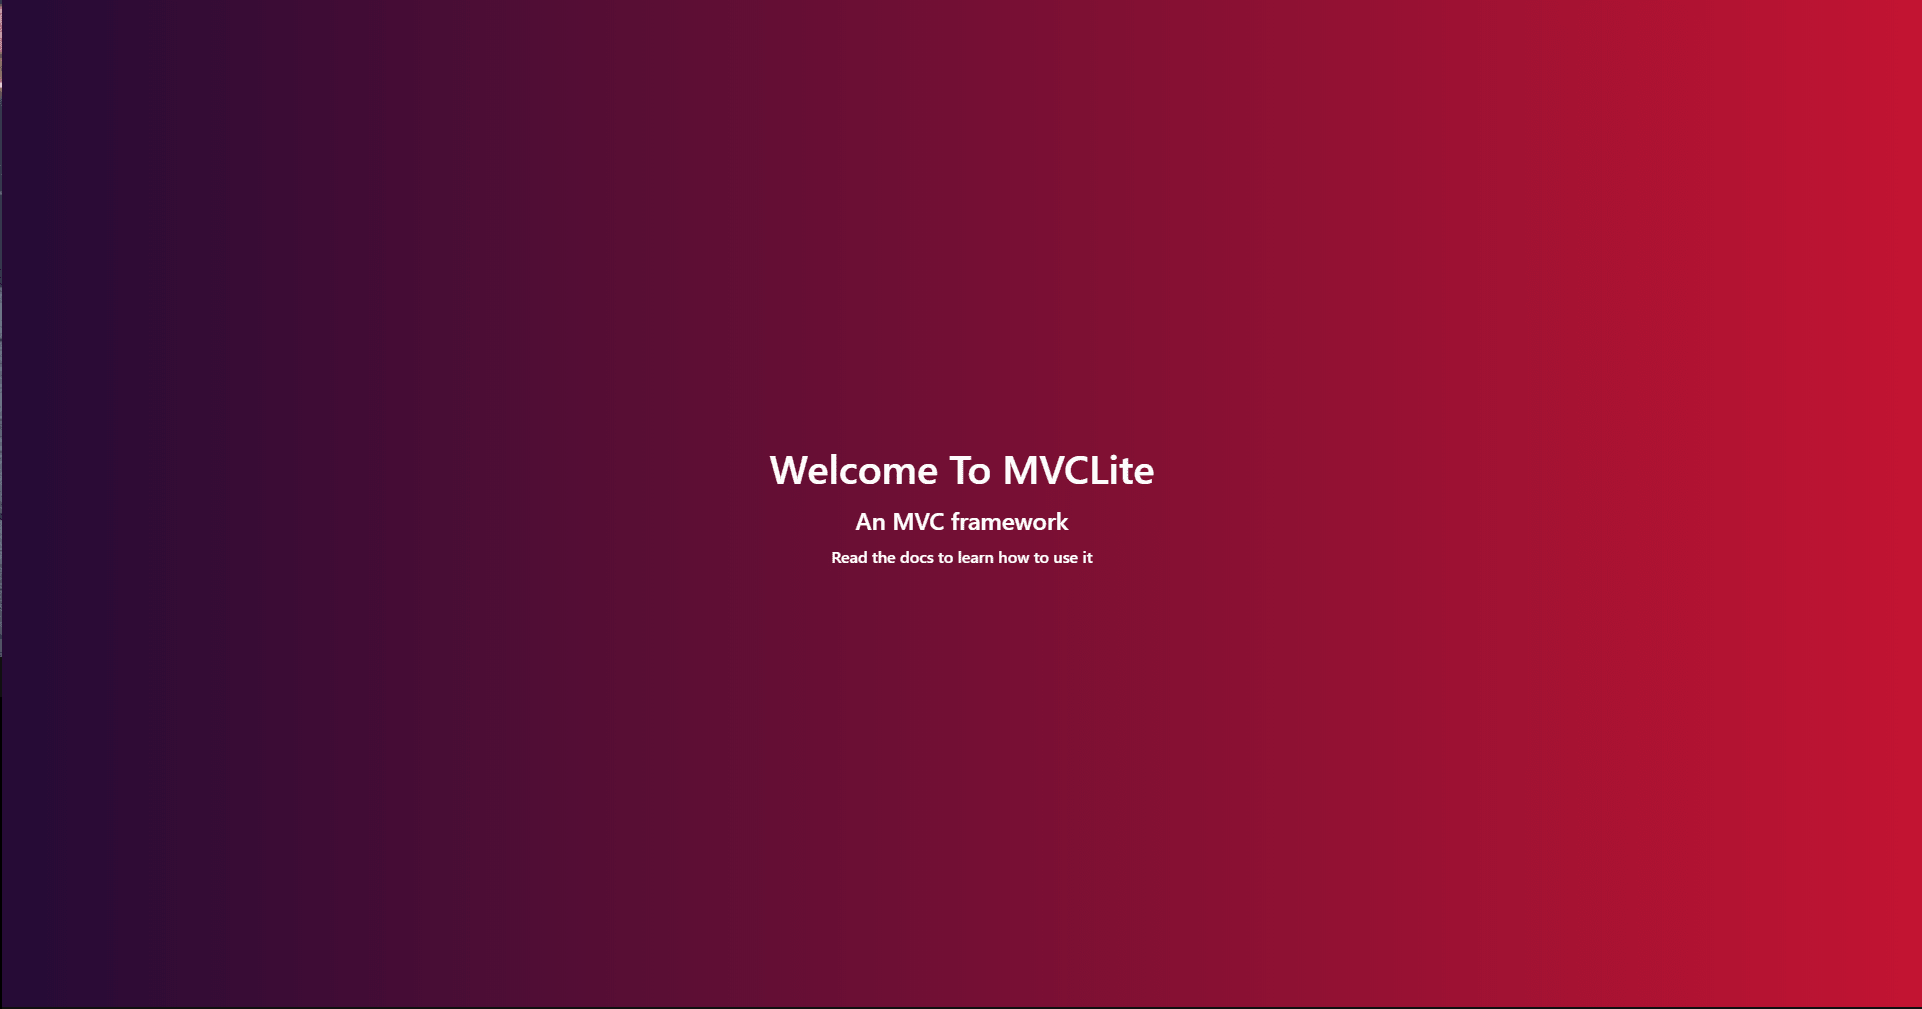 Welcome To MVCLite
An MVC framework
Read the docs to learn how to use it